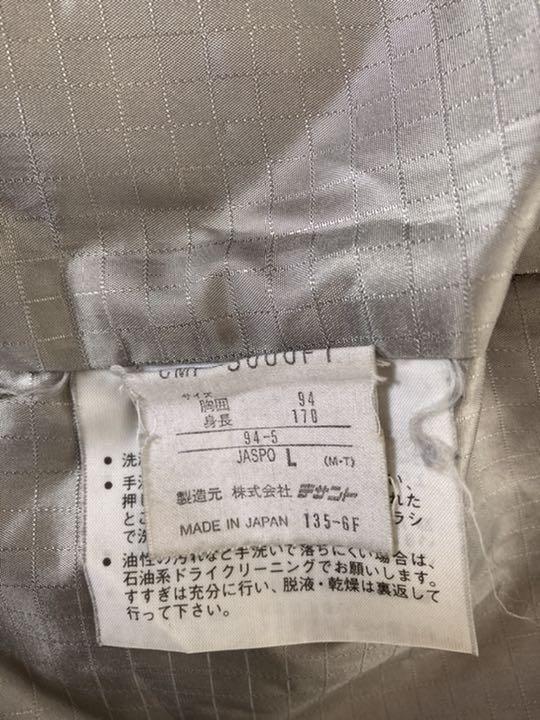 サイズ
胸囲 94
身長 170
94-5
JASPO L (M-T)
製造元 株式会社 デサント
MADE IN JAPAN 135-6F
● 洗
● 手洗 い、
押し れた
とこ ラシ
で洗
● 油性の汚れなど手洗いで落ちにくい場合は、
石油系ドライクリーニングでお願いします。
すすぎは充分に行い、脱液・乾燥は裏返して
行って下さい。